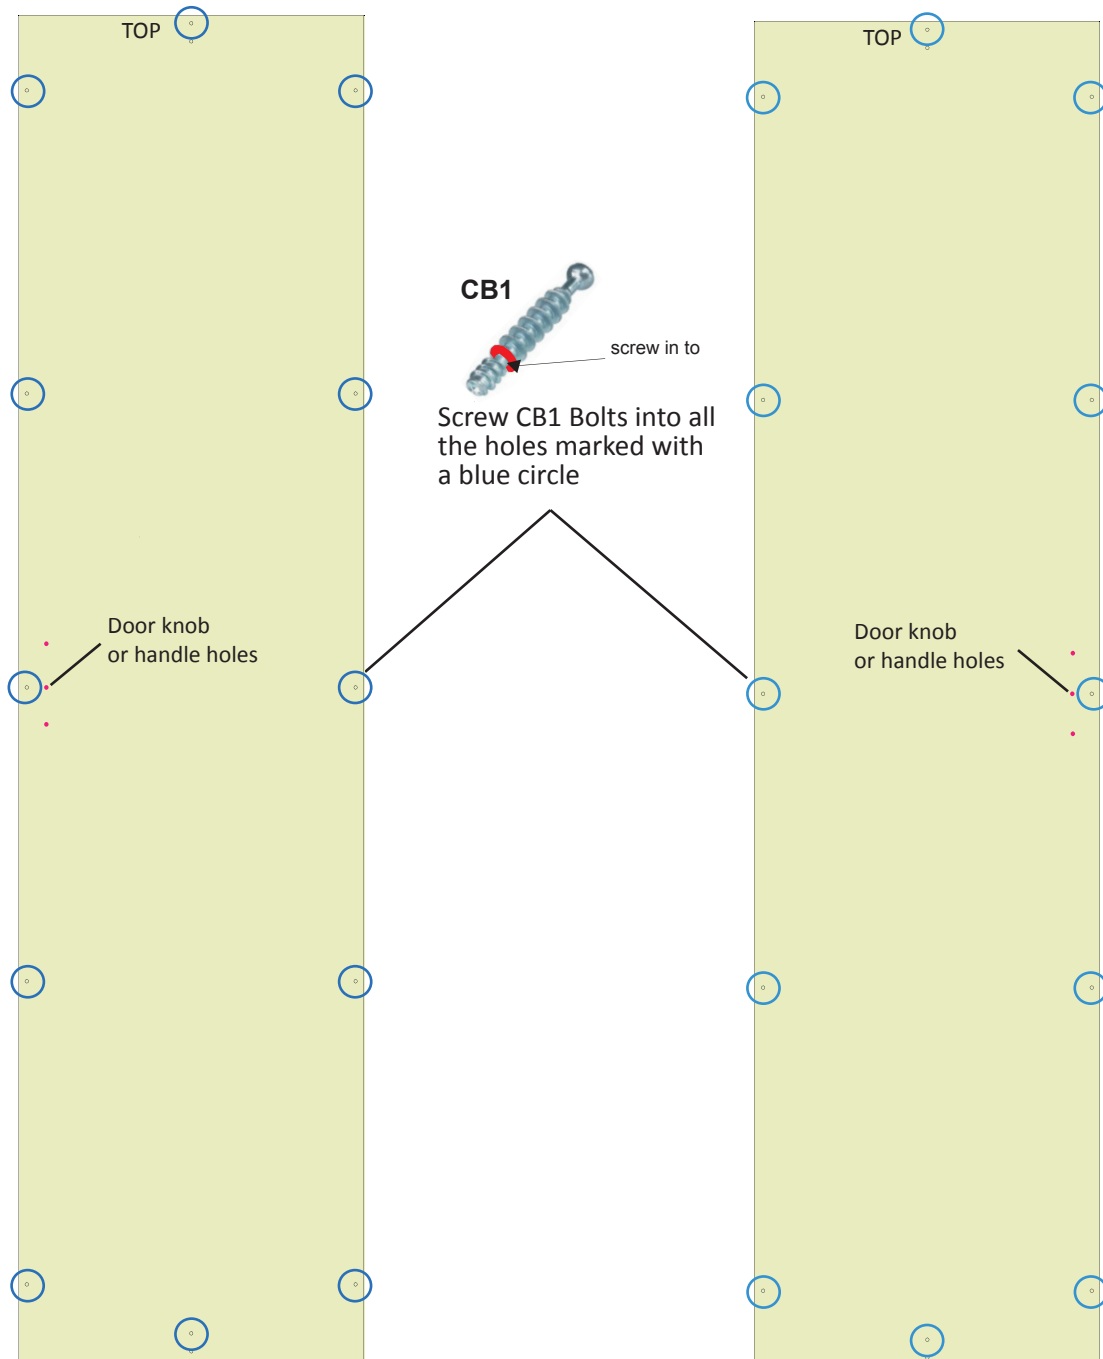 TOP
TOP
CB1
screw in to
Screw CB1 Bolts into all
the holes marked with
a blue circle
Door knob
or handle holes
Door knob
or handle holes